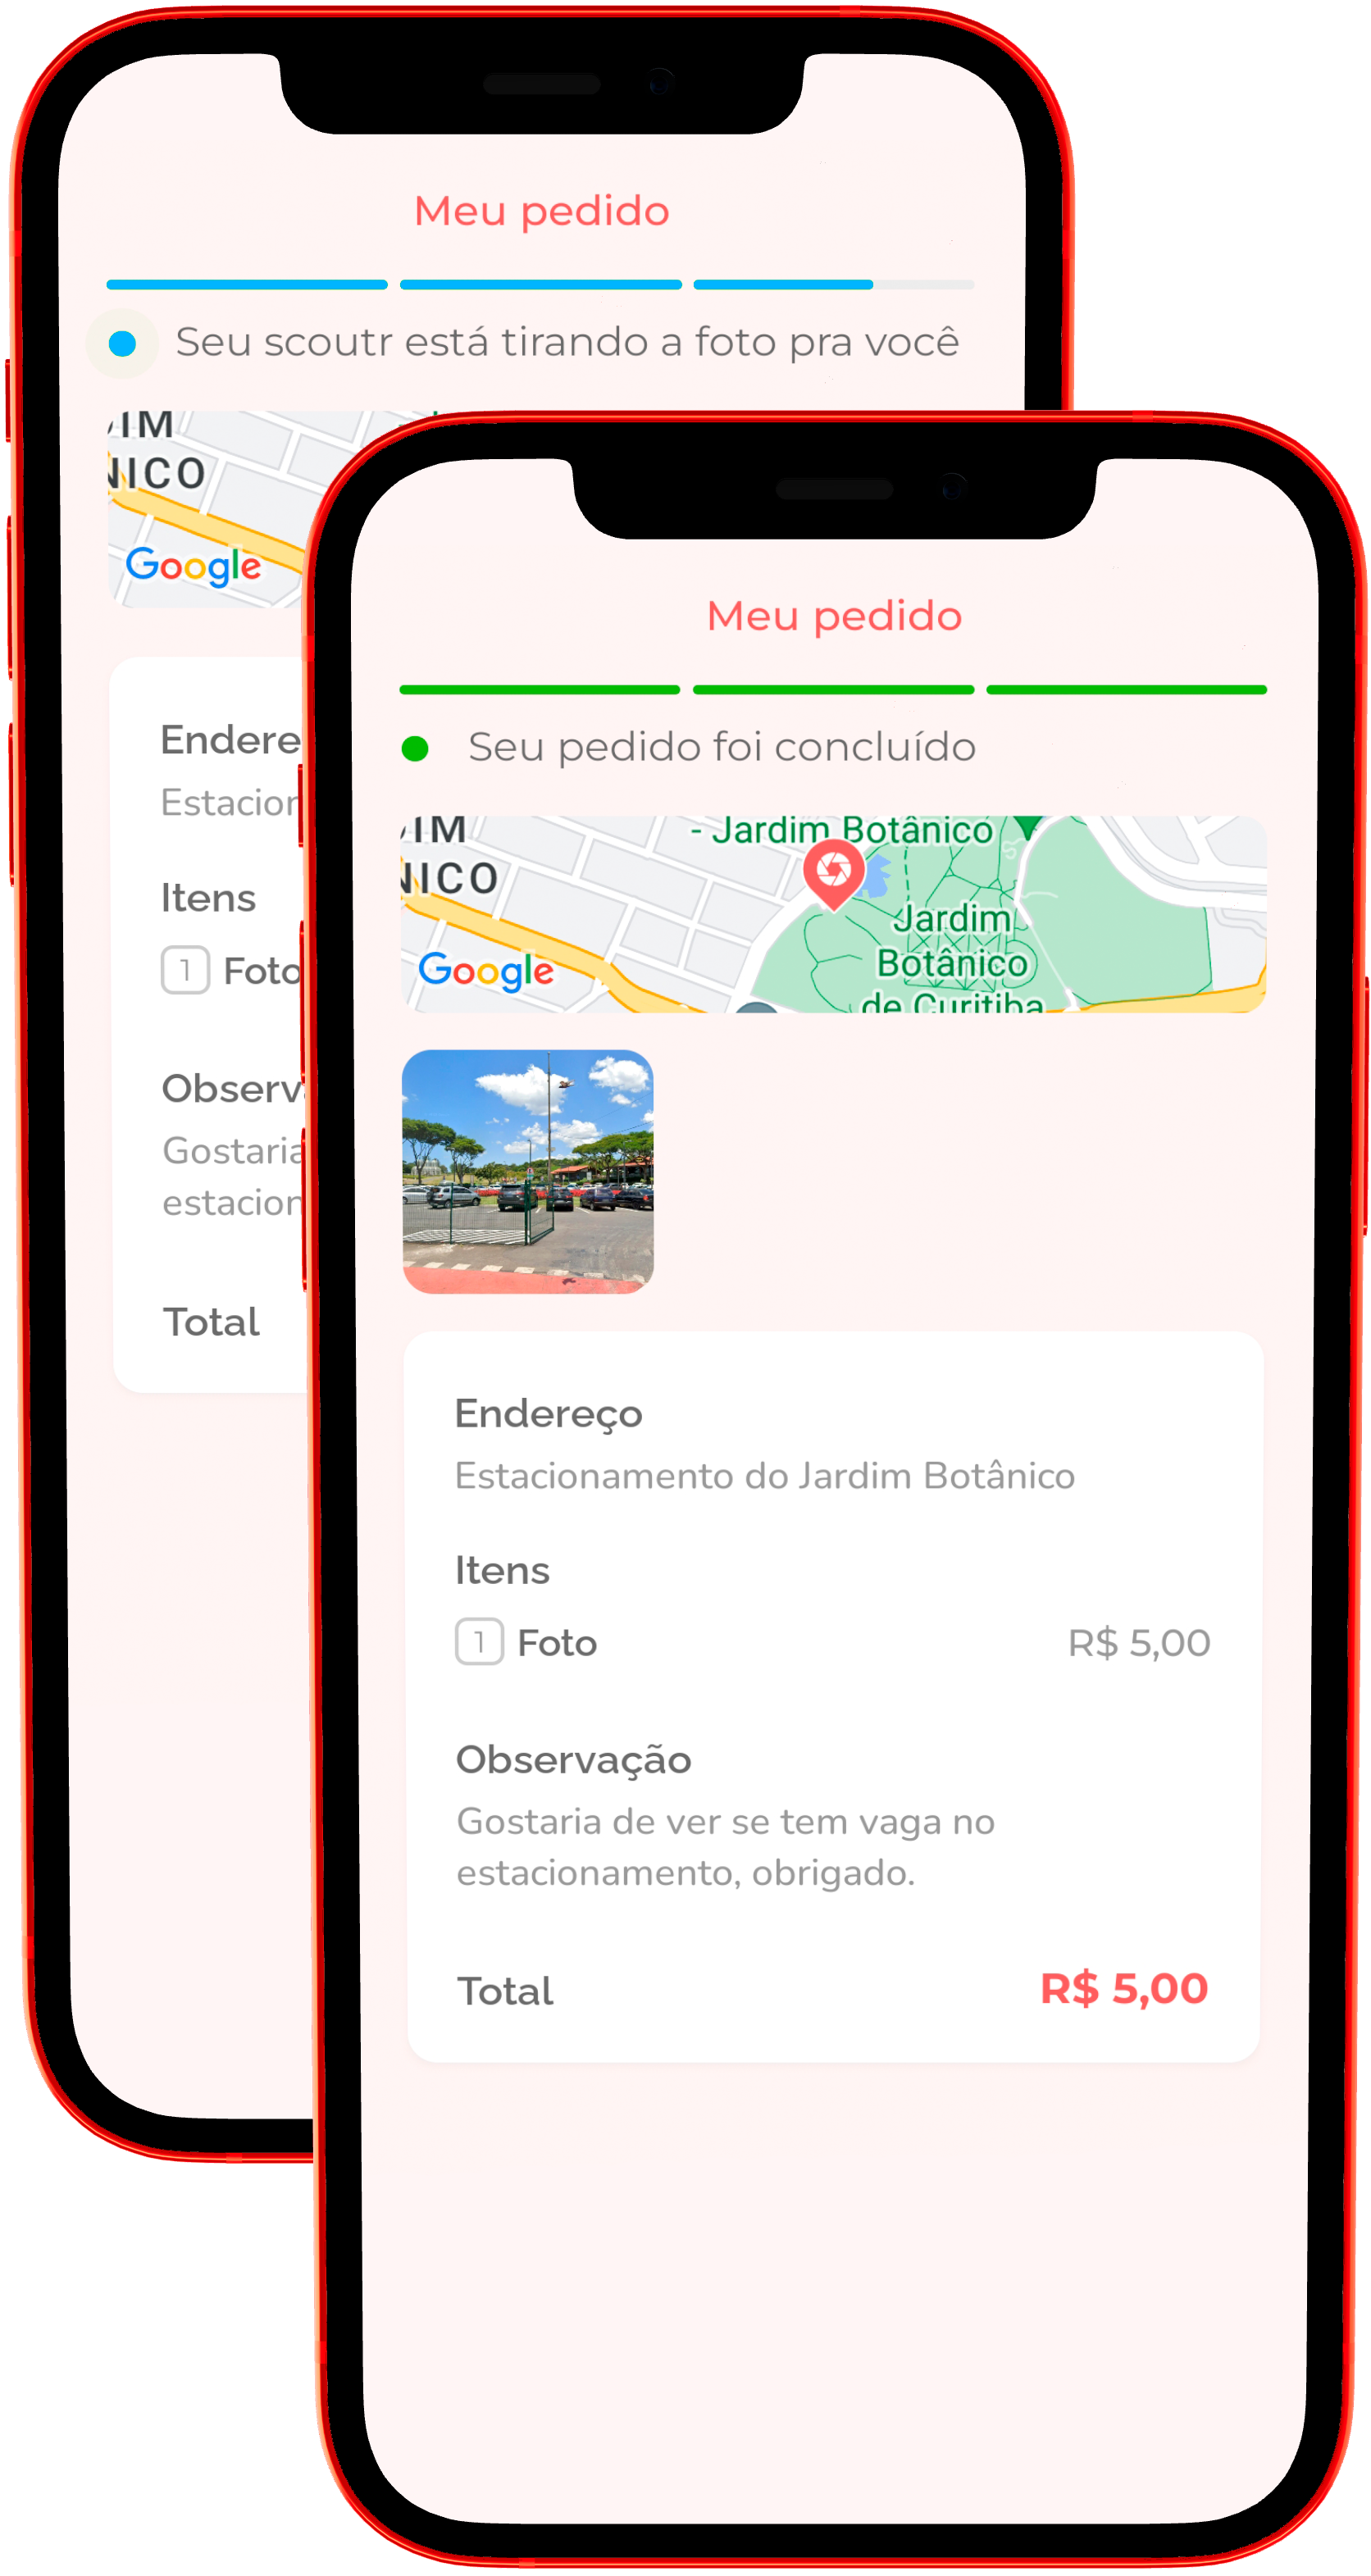 Meu pedido
Seu scoutr está tirando a foto pra você
NICO
Google
Endere
Estacion
Itens
1 Foto
Observ
Gostaria
estacion
Total
Meu pedido
Seu pedido foi concluído
- Jardim Botânico
NICO
Jardim
Botânico
de Curitiba
Google
Endereço
Estacionamento do Jardim Botânico
Itens
1 Foto R$ 5,00
Observação
Gostaria de ver se tem vaga no
estacionamento, obrigado.
Total R$ 5,00